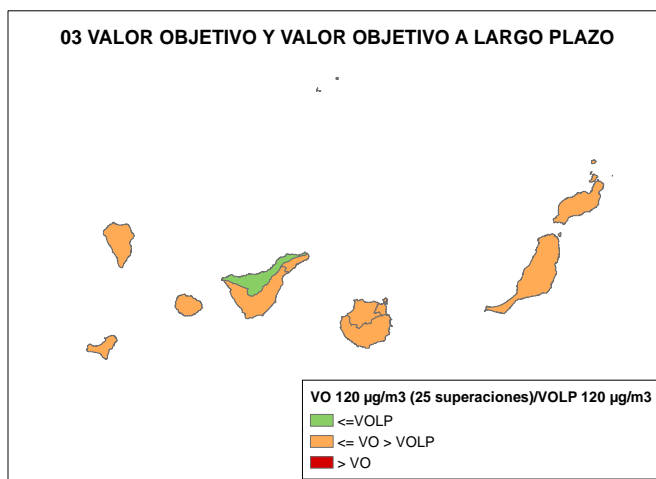 03 VALOR OBJETIVO Y VALOR OBJETIVO A LARGO PLAZO
VO 120 µg/m3 (25 superaciones)/VOLP 120 µg/m3
<=VOLP
<= VO > VOLP
> VO